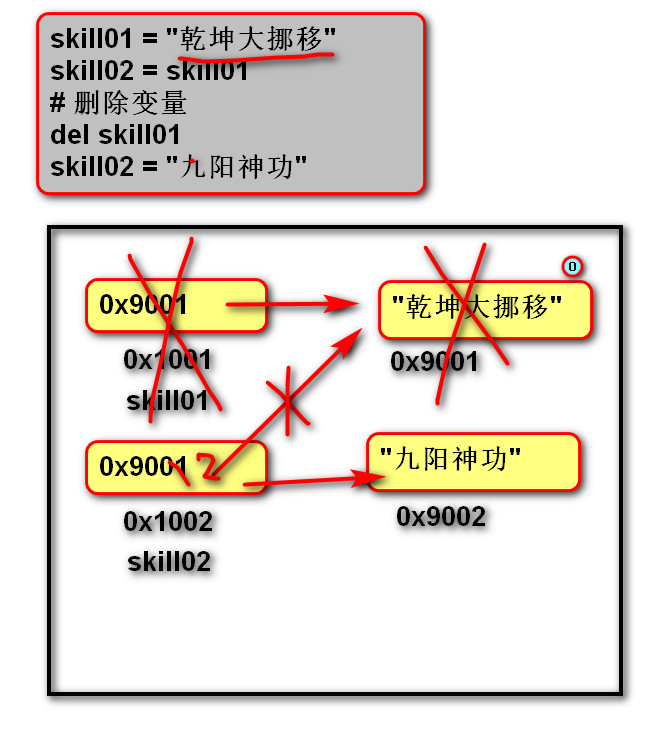 skill01 = "乾坤大挪移"
skill02 = skill01
# 删除变量
del skill01
skill02 = "九阳神功"
0
0x9001
"乾坤大挪移"
0x1001
0x9001
skill01
0x9001 2
"九阳神功"
0x1002
0x9002
skill02